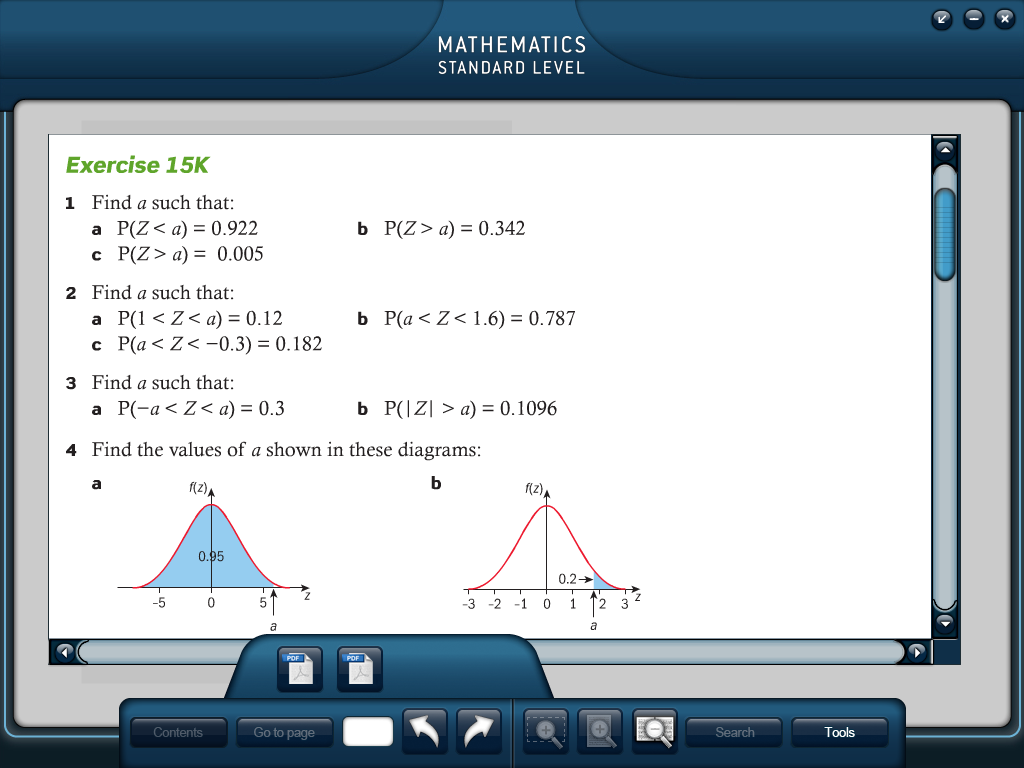 MATHEMATICS
STANDARD LEVEL
Exercise 15K
1 Find a such that:
a P(Z < a) = 0.922 b P(Z > a) = 0.342
c P(Z > a) = 0.005
2 Find a such that:
a P(1 < Z < a) = 0.12 b P(a < Z < 1.6) = 0.787
c P(a < Z < −0.3) = 0.182
3 Find a such that:
a P(−a < Z < a) = 0.3 b P(|Z| > a) = 0.1096
4 Find the values of a shown in these diagrams:
a b
f(z) f(z)
0.95 0.2
–5 0 5 z –3 –2 –1 0 1 2 3 z
a a
PDF PDF
Contents Go to page Search Tools